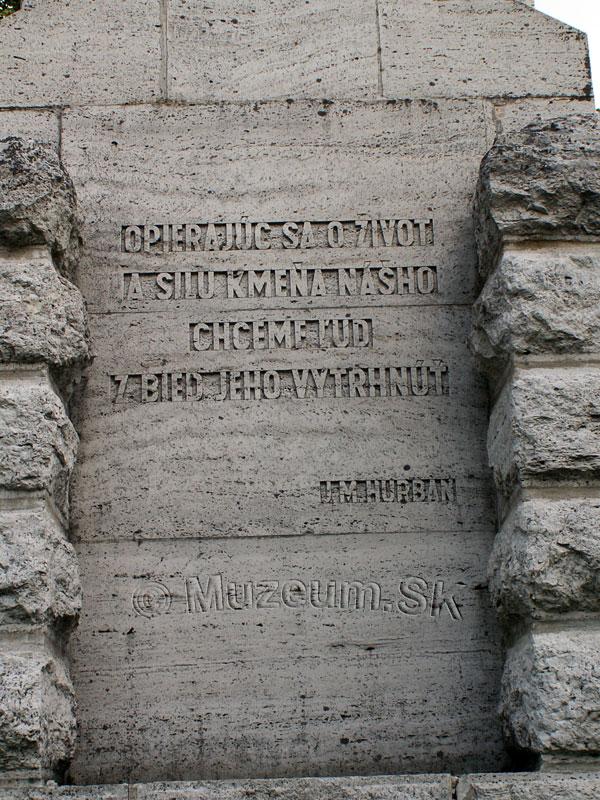 OPIERAJÚC SA O ŽIVOT
A SILU KMEŇA NÁŠHO
CHCEME ĽUD
Z BIED JEHO VYTRHNÚŤ
J.M.HURBAN
© Muzeum.Sk